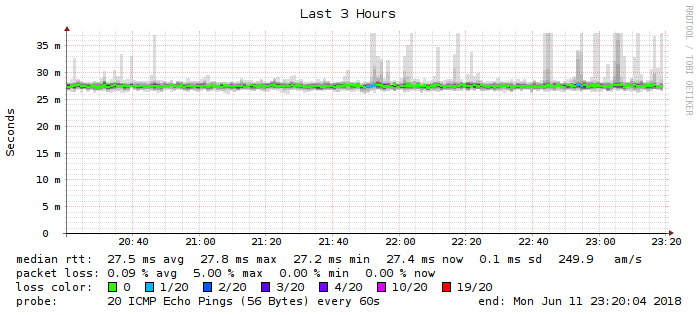 Last 3 Hours
RRDTOOL / TOBI OETIKER
Seconds
35 m
30 m
25 m
20 m
15 m
10 m
5 m
0
20:40 21:00 21:20 21:40 22:00 22:20 22:40 23:00 23:20
median rtt: 27.5 ms avg 27.8 ms max 27.2 ms min 27.4 ms now 0.1 ms sd 249.9 am/s
packet loss: 0.09 % avg 5.00 % max 0.00 % min 0.00 % now
loss color: 0 1/20 2/20 3/20 4/20 10/20 19/20
probe: 20 ICMP Echo Pings (56 Bytes) every 60s end: Mon Jun 11 23:20:04 2018